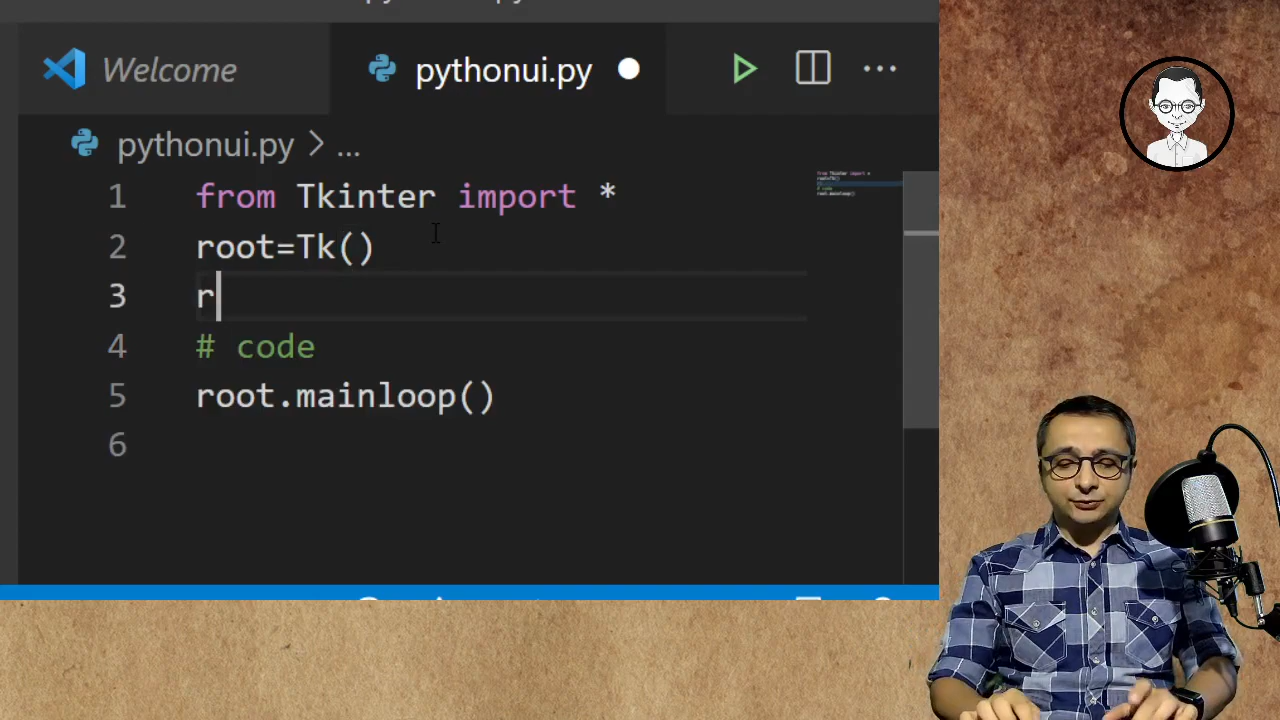 Welcome
pythonui.py
pythonui.py > ...
1 from Tkinter import *
2 root=Tk()
3 r
4 # code
5 root.mainloop()
6